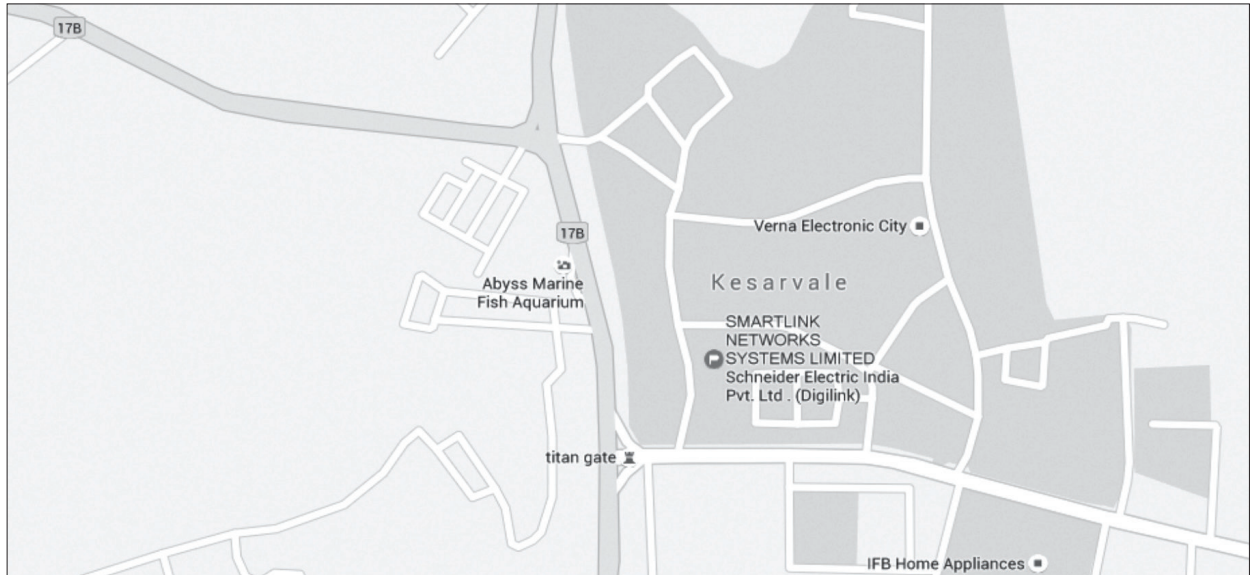 17B
Verna Electronic City
17B
Kesarvale
Abyss Marine
Fish Aquarium
SMARTLINK
NETWORKS
SYSTEMS LIMITED
Schneider Electric India
Pvt. Ltd . (Digilink)
titan gate
IFB Home Appliances